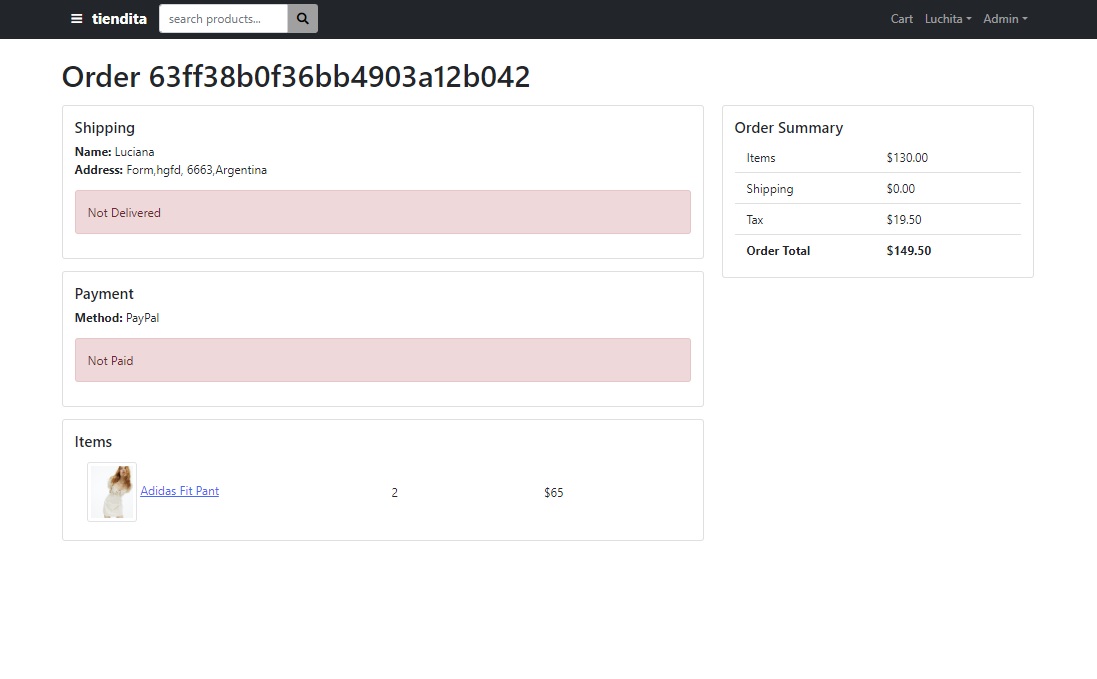 tiendita
search products...
Cart Luchita Admin
Order 63ff38b0f36bb4903a12b042
Shipping
Name: Luciana
Address: Form,hgfd, 6663,Argentina
Not Delivered
Payment
Method: PayPal
Not Paid
Items
Adidas Fit Pant 2 $65
Order Summary
Items $130.00
Shipping $0.00
Tax $19.50
Order Total $149.50